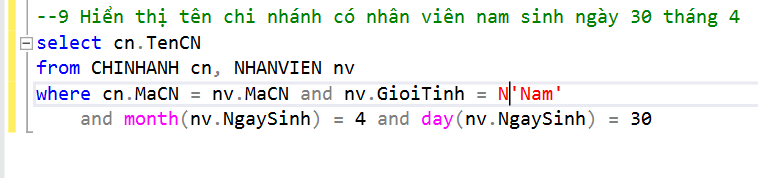 --9 Hiển thị tên chi nhánh có nhân viên nam sinh ngày 30 tháng 4
select cn.TenCN
from CHINHANH cn, NHANVIEN nv
where cn.MaCN = nv.MaCN and nv.GioiTinh = N'Nam'
and month(nv.NgaySinh) = 4 and day(nv.NgaySinh) = 30